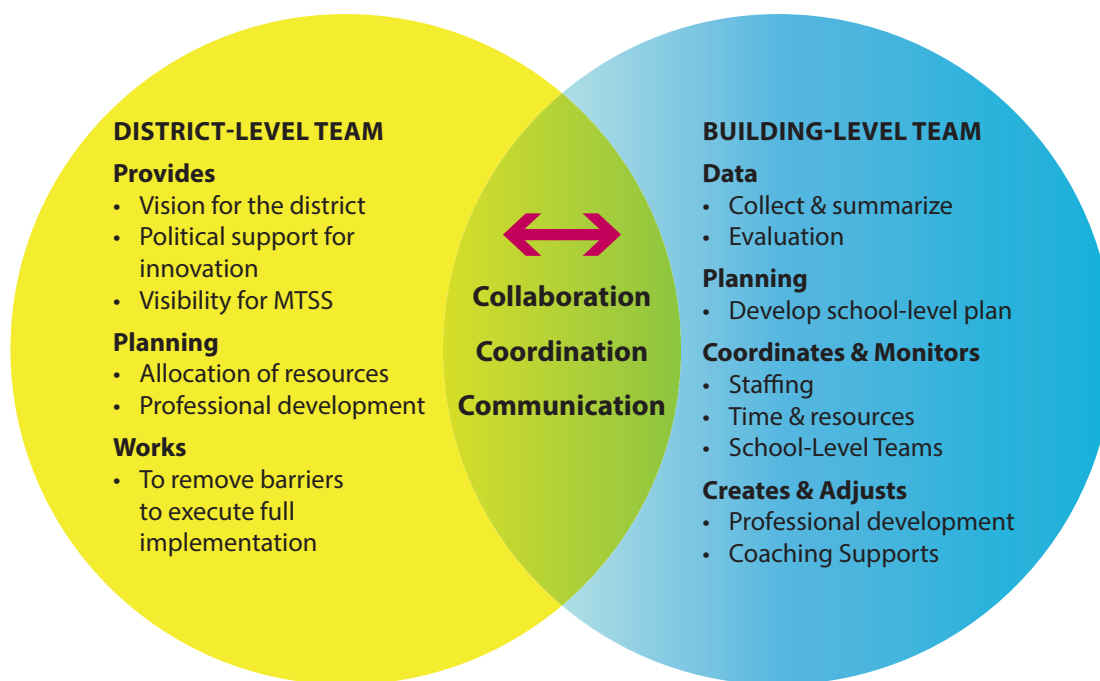 DISTRICT-LEVEL TEAM
Provides
• Vision for the district
• Political support for
innovation
• Visibility for MTSS
Planning
• Allocation of resources
• Professional development
Works
• To remove barriers
to execute full
implementation
Collaboration
Coordination
Communication
BUILDING-LEVEL TEAM
Data
• Collect & summarize
• Evaluation
Planning
• Develop school-level plan
Coordinates & Monitors
• Staffing
• Time & resources
• School-Level Teams
Creates & Adjusts
• Professional development
• Coaching Supports